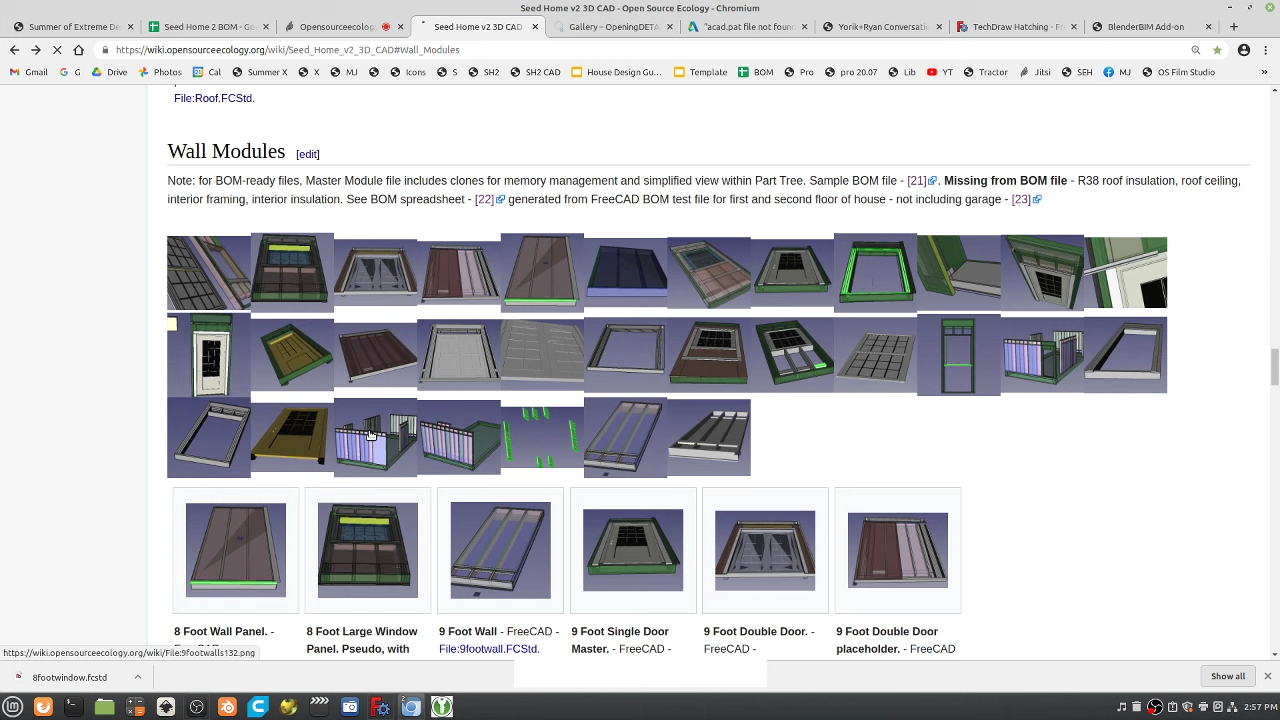 Seed Home v2 3D CAD - Open Source Ecology - Chromium
Summer of Extreme De
Seed Home 2 BOM - Go
Opensourceecolog
Seed Home v2 3D CAD
Gallery – OpeningDET
"acad.pat file not found
Yorik+Ryan Conversati
TechDraw Hatching - Fr
BlenderBIM Add-on
https://wiki.opensourceecology.org/wiki/Seed_Home_v2_3D_CAD#Wall_Modules
Gmail G Drive Photos Cal Summer X X MJ Icons S SH2 SH2 CAD House Design Gu... Template BOM Pro pro 20.07 Lib YT Tractor Jitsi SEH MJ OS Film Studio »
File:Roof.FCStd.
Wall Modules [edit]
Note: for BOM-ready files, Master Module file includes clones for memory management and simplified view within Part Tree. Sample BOM file - [21]. Missing from BOM file - R38 roof insulation, roof ceiling,
interior framing, interior insulation. See BOM spreadsheet - [22] generated from FreeCAD BOM test file for first and second floor of house - not including garage - [23]
8 Foot Wall Panel. -
8 Foot Large Window
Panel. Pseudo, with
9 Foot Wall - FreeCAD -
File:9footwall.FCStd.
9 Foot Single Door
Master. - FreeCAD -
9 Foot Double Door. -
FreeCAD -
9 Foot Double Door
placeholder. - FreeCAD
https://wiki.opensourceecology.org/wiki/File:9footwalls132.png
8footwindow.fcstd
Show all
2:57 PM